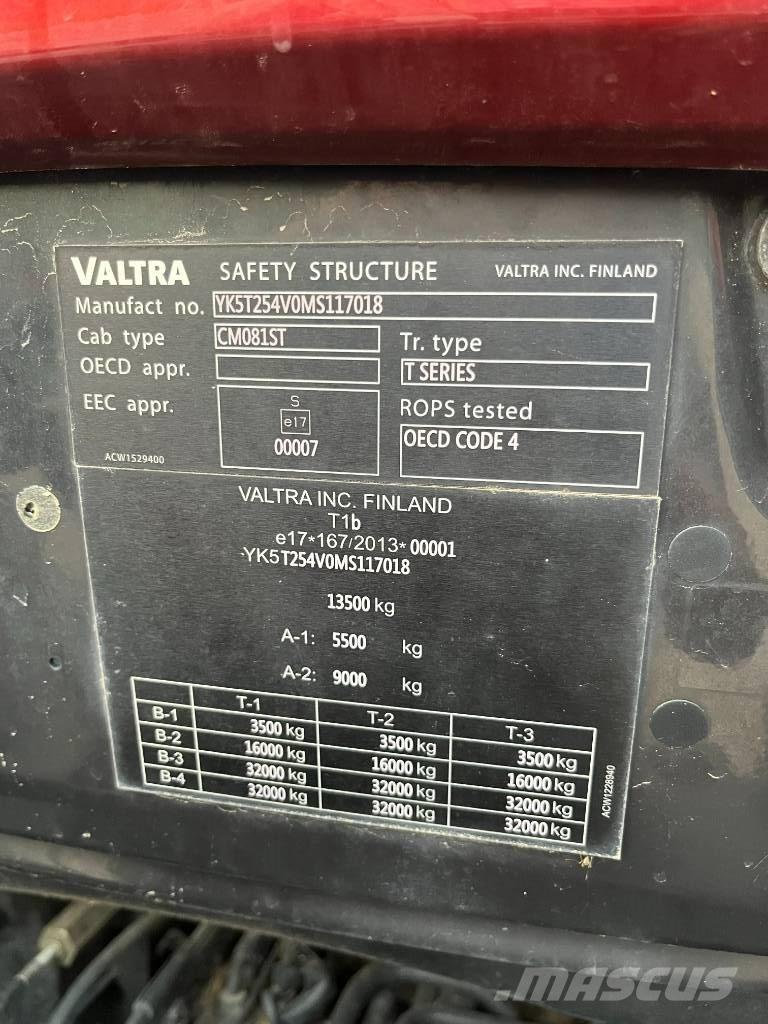 VALTRA SAFETY STRUCTURE VALTRA INC. FINLAND
Manufact no. YK5T254V0MS117018
Cab type CM081ST Tr. type
OECD appr. T SERIES
EEC appr. S ROPS tested
e17 OECD CODE 4
00007
ACW1529400
VALTRA INC. FINLAND
T1b
e17*167/2013*00001
YK5T254V0MS117018
13500 kg
A-1: 5500 kg
A-2: 9000 kg
T-1 T-2 T-3
B-1 3500 kg 3500 kg 3500 kg
B-2 16000 kg 16000 kg 16000 kg
B-3 32000 kg 32000 kg 32000 kg
B-4 32000 kg 32000 kg 32000 kg
ACW1228940
MASCUS